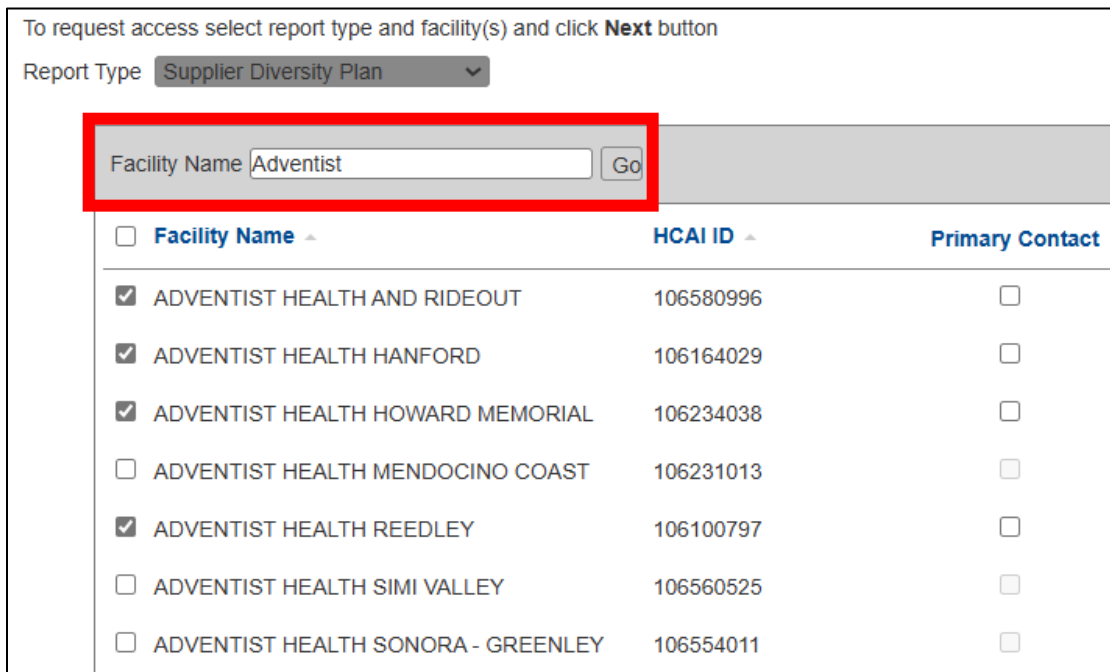 To request access select report type and facility(s) and click Next button
Report Type Supplier Diversity Plan
Facility Name Adventist Go
Facility Name HCAI ID Primary Contact
ADVENTIST HEALTH AND RIDEOUT 106580996
ADVENTIST HEALTH HANFORD 106164029
ADVENTIST HEALTH HOWARD MEMORIAL 106234038
ADVENTIST HEALTH MENDOCINO COAST 106231013
ADVENTIST HEALTH REEDLEY 106100797
ADVENTIST HEALTH SIMI VALLEY 106560525
ADVENTIST HEALTH SONORA - GREENLEY 106554011